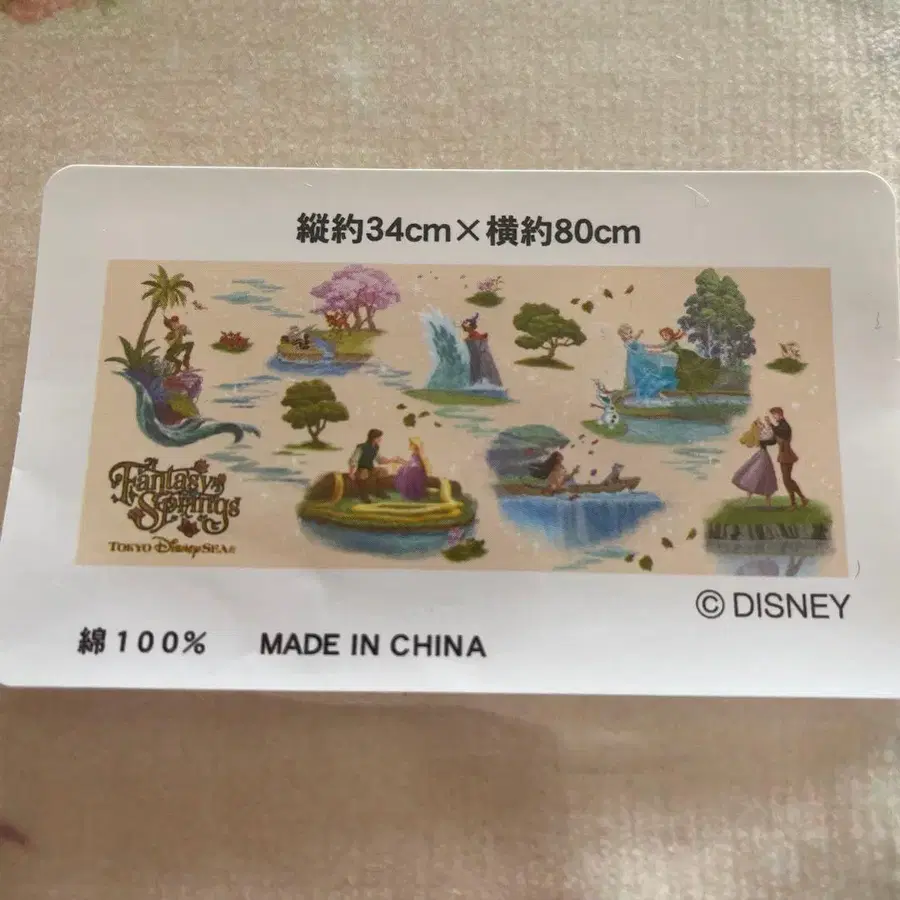 縦約34cm×横約80cm
Fantasy
Springs
TOKYO DISNEYSEA®
© DISNEY
綿100% MADE IN CHINA